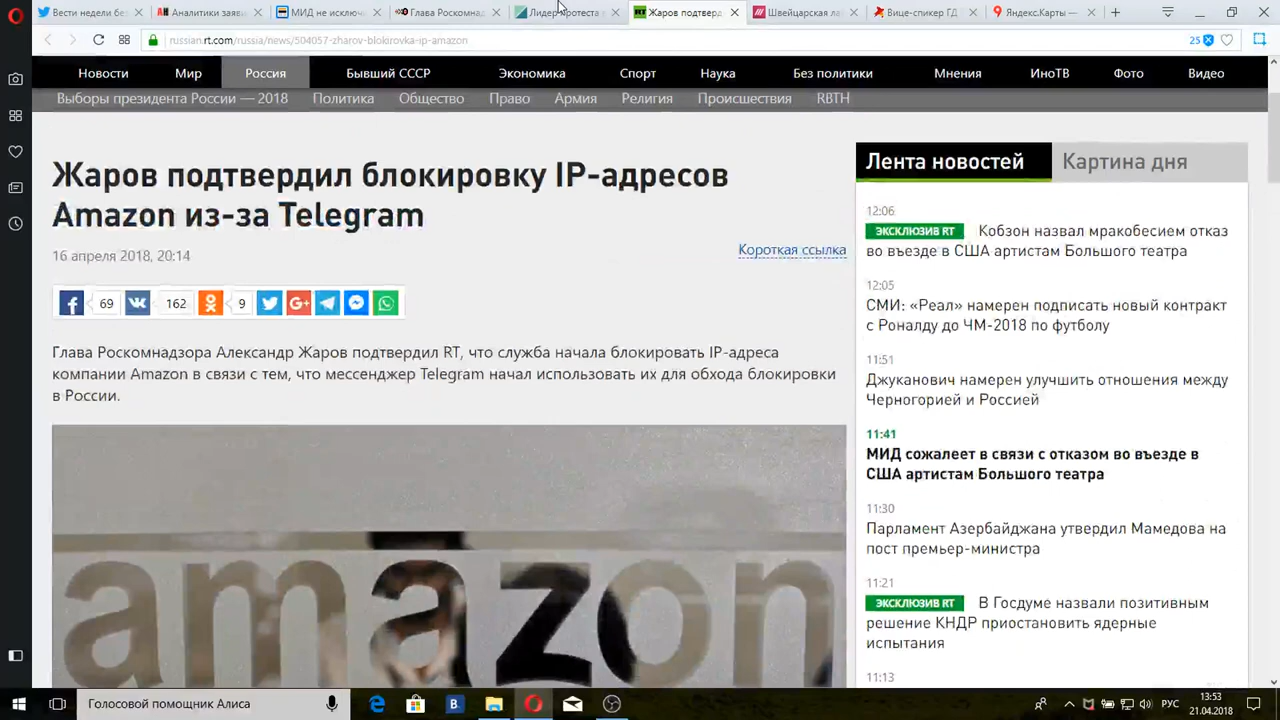 Вести недели без
Аналитики заяви
МИД не исключ
Глава Роскомнад
Лидер протеста
Жаров подтверд
Швейцарская ла
Вице-спикер ГД
Яндекс.Карты
russian.rt.com/russia/news/504057-zharov-blokirovka-ip-amazon
25
Новости Мир Россия Бывший СССР Экономика Спорт Наука Без политики Мнения ИноТВ Фото Видео
Выборы президента России — 2018 Политика Общество Право Армия Религия Происшествия RBTH
Жаров подтвердил блокировку IP-адресов
Amazon из-за Telegram
16 апреля 2018, 20:14
Короткая ссылка
69 162 9
Глава Роскомнадзора Александр Жаров подтвердил RT, что служба начала блокировать IP-адреса
компании Amazon в связи с тем, что мессенджер Telegram начал использовать их для обхода блокировки
в России.
amazon
Лента новостей Картина дня
12:06
ЭКСКЛЮЗИВ RT Кобзон назвал мракобесием отказ
во въезде в США артистам Большого театра
12:05
СМИ: «Реал» намерен подписать новый контракт
с Роналду до ЧМ-2018 по футболу
11:51
Джуканович намерен улучшить отношения между
Черногорией и Россией
11:41
МИД сожалеет в связи с отказом во въезде в
США артистам Большого театра
11:30
Парламент Азербайджана утвердил Мамедова на
пост премьер-министра
11:21
ЭКСКЛЮЗИВ RT В Госдуме назвали позитивным
решение КНДР приостановить ядерные
испытания
11:13
Голосовой помощник Алиса
РУС
13:53
21.04.2018